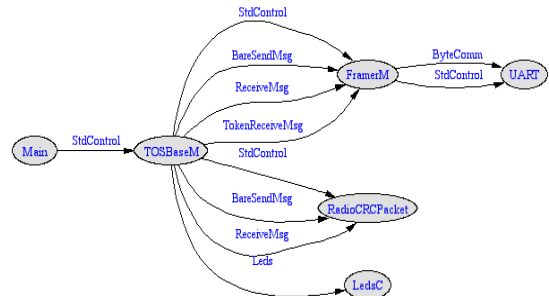 StdControl
BareSendMsg
ByteComm
FramerM
StdControl
UART
ReceiveMsg
TokenReceiveMsg
Main
StdControl
TOSBaseM
StdControl
BareSendMsg
RadioCRCPacket
ReceiveMsg
Leds
LedsC